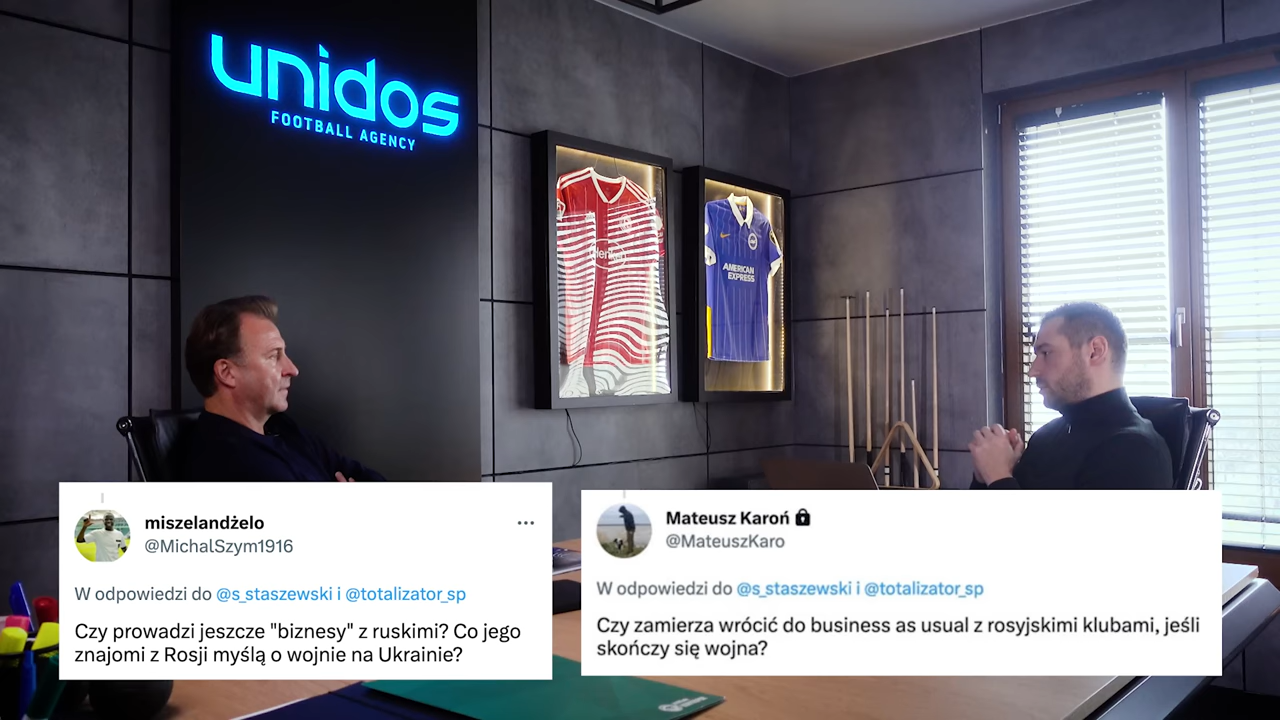 unidos
FOOTBALL AGENCY
AMERICAN
EXPRESS
miszelandżelo
@MichalSzym1916
W odpowiedzi do @s_staszewski i @totalizator_sp
Czy prowadzi jeszcze "biznesy" z ruskimi? Co jego
znajomi z Rosji myślą o wojnie na Ukrainie?
Mateusz Karoń
@MateuszKaro
W odpowiedzi do @s_staszewski i @totalizator_sp
Czy zamierza wrócić do business as usual z rosyjskimi klubami, jeśli
skończy się wojna?